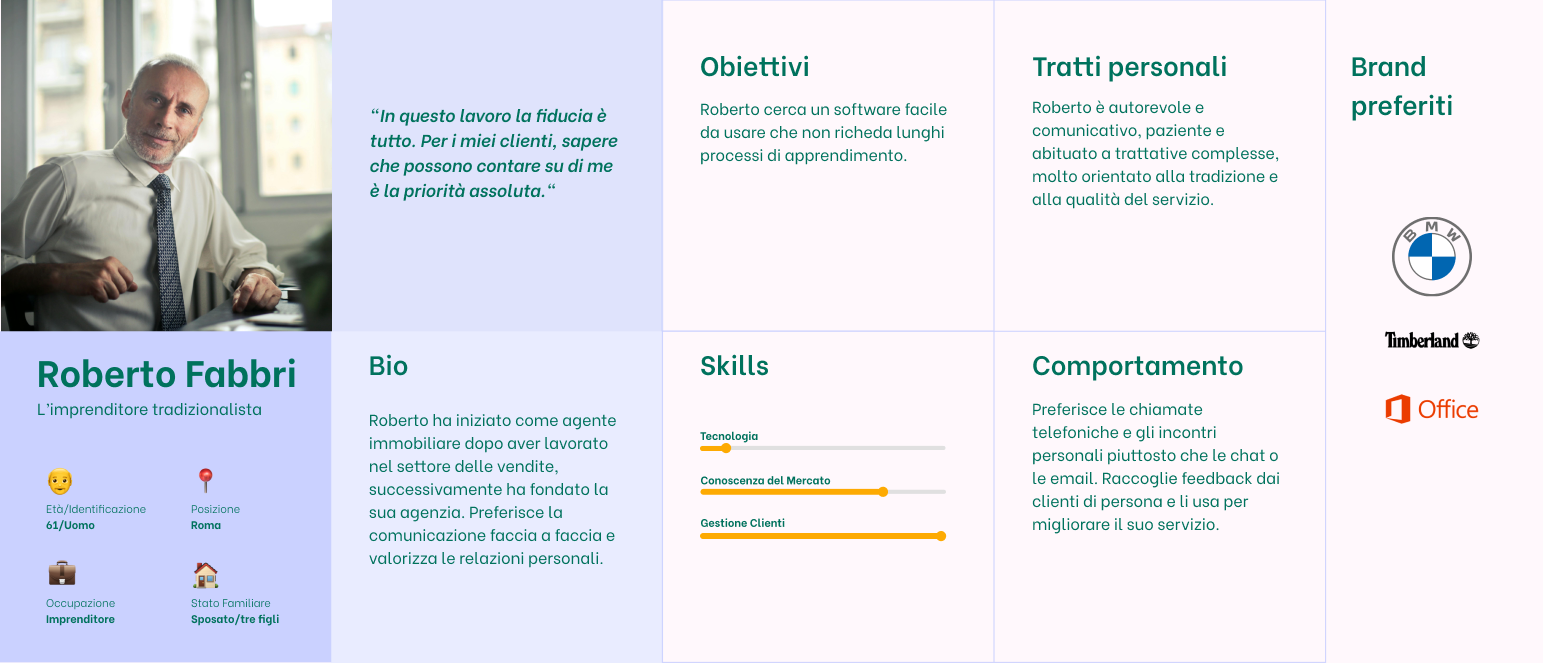 “In questo lavoro la fiducia è
tutto. Per i miei clienti, sapere
che possono contare su di me
è la priorità assoluta.“
Obiettivi
Roberto cerca un software facile
da usare che non richeda lunghi
processi di apprendimento.
Tratti personali
Roberto è autorevole e
comunicativo, paziente e
abituato a trattative complesse,
molto orientato alla tradizione e
alla qualità del servizio.
Brand
preferiti
BMW
Timberland
Office
Roberto Fabbri
L’imprenditore tradizionalista
Età/Identificazione
61/Uomo
Posizione
Roma
Occupazione
Imprenditore
Stato Familiare
Sposato/tre figli
Bio
Roberto ha iniziato come agente
immobiliare dopo aver lavorato
nel settore delle vendite,
successivamente ha fondato la
sua agenzia. Preferisce la
comunicazione faccia a faccia e
valorizza le relazioni personali.
Skills
Tecnologia
Conoscenza del Mercato
Gestione Clienti
Comportamento
Preferisce le chiamate
telefoniche e gli incontri
personali piuttosto che le chat o
le email. Raccoglie feedback dai
clienti di persona e li usa per
migliorare il suo servizio.